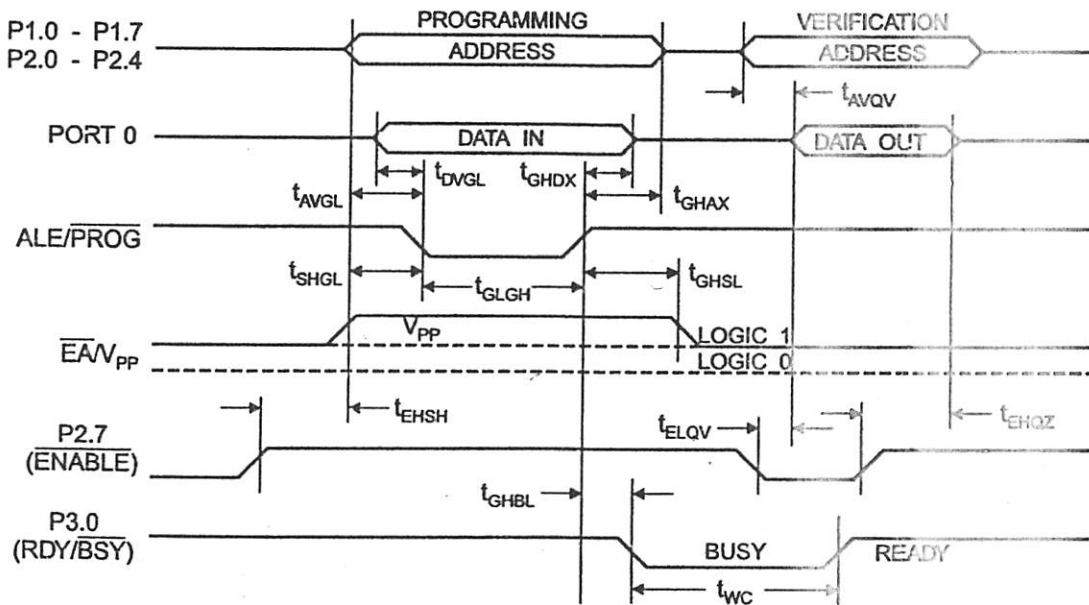 PROGRAMMING
VERIFICATION
P1.0 - P1.7
P2.0 - P2.4
ADDRESS
ADDRESS
tAVQV
PORT 0
DATA IN
DATA OUT
tDVGL
tGHDX
tAVGL
tGHAX
ALE/PROG
tSHGL
tGLGH
tGHSL
VPP
LOGIC 1
EA/VPP
LOGIC 0
tEHSH
tELQV
tEHQZ
P2.7
(ENABLE)
tGHBL
P3.0
(RDY/BSY)
BUSY
READY
tWC